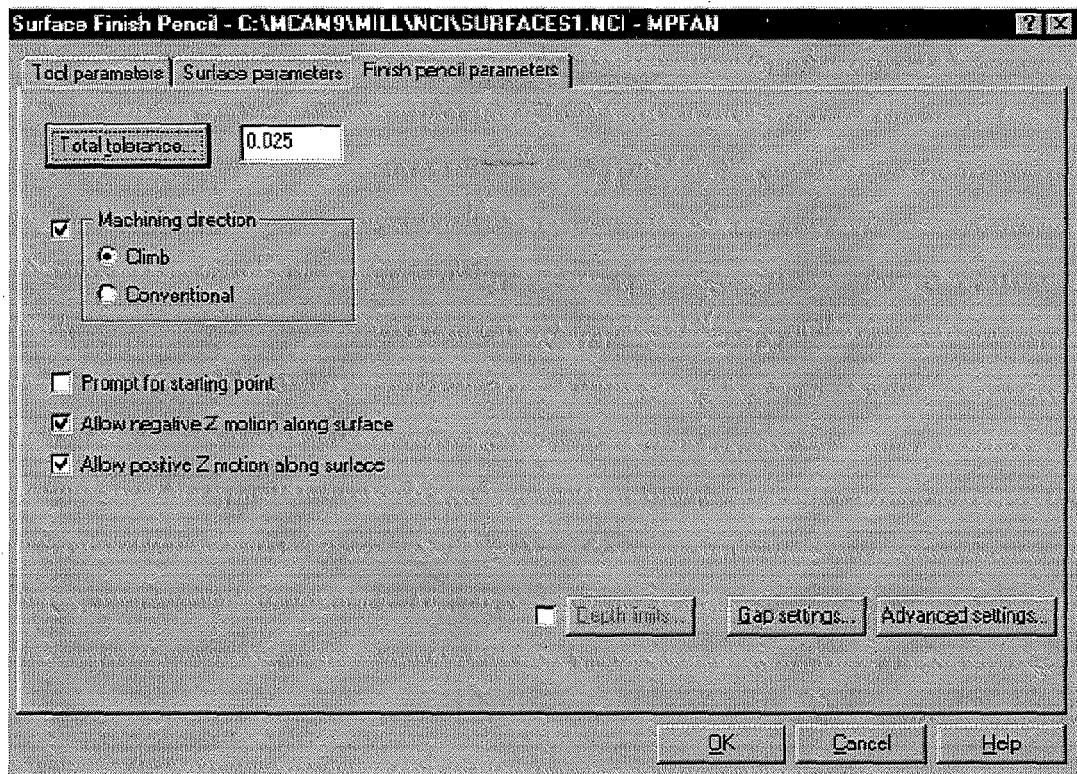 Surface Finish Pencil - C:\MCAM9\MILL\NCI\SURFACES1.NCI - MPFAN
Tool parameters Surface parameters Finish pencil parameters
Total tolerance... 0.025
Machining direction
Climb
Conventional
Prompt for starting point
Allow negative Z motion along surface
Allow positive Z motion along surface
Depth limits... Gap settings... Advanced settings...
OK Cancel Help